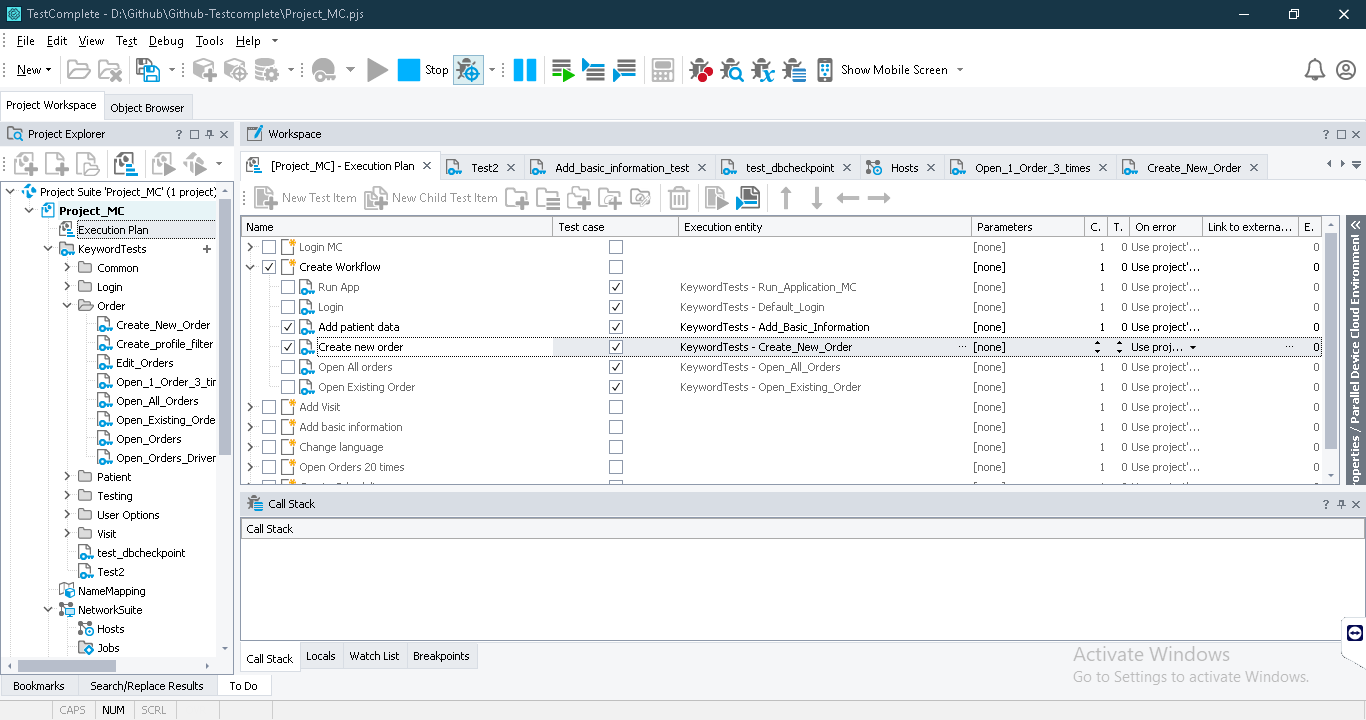 TestComplete - D:\Github\Github-Testcomplete\Project_MC.pjs
File Edit View Test Debug Tools Help
New Stop Show Mobile Screen
Project Workspace Object Browser
Project Explorer
Workspace
[Project_MC] - Execution Plan Test2 Add_basic_information_test test_dbcheckpoint Hosts Open_1_Order_3_times Create_New_Order
New Test Item New Child Test Item
Project Suite 'Project_MC' (1 project)
Project_MC
Execution Plan
KeywordTests
Common
Login
Order
Create_New_Order
Create_profile_filter
Edit_Orders
Open_1_Order_3_tir
Open_All_Orders
Open_Existing_Orde
Open_Orders
Open_Orders_Driver
Patient
Testing
User Options
Visit
test_dbcheckpoint
Test2
NameMapping
NetworkSuite
Hosts
Jobs
Name Test case Execution entity Parameters C. T. On error Link to externa... E.
Login MC [none] 1 0 Use project'... 0
Create Workflow [none] 1 0 Use project'... 0
Run App KeywordTests - Run_Application_MC [none] 1 0 Use project'... 0
Login KeywordTests - Default_Login [none] 1 0 Use project'... 0
Add patient data KeywordTests - Add_Basic_Information [none] 1 0 Use project'... 0
Create new order KeywordTests - Create_New_Order ... [none] Use proj... ... 0
Open All orders KeywordTests - Open_All_Orders [none] 1 0 Use project'... 0
Open Existing Order KeywordTests - Open_Existing_Order [none] 1 0 Use project'... 0
Add Visit [none] 1 0 Use project'... 0
Add basic information [none] 1 0 Use project'... 0
Change language [none] 1 0 Use project'... 0
Open Orders 20 times [none] 1 0 Use project'... 0
operties / Parallel Device Cloud Environment
Call Stack
Call Stack
Call Stack Locals Watch List Breakpoints
Activate Windows
Go to Settings to activate Windows.
Bookmarks Search/Replace Results To Do
CAPS NUM SCRL